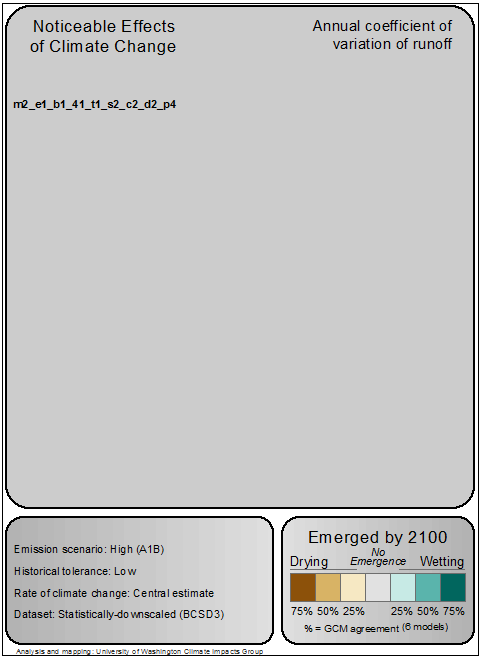 Noticeable Effects
of Climate Change
Annual coefficient of
variation of runoff
m2_e1_b1_41_t1_s2_c2_d2_p4
Emission scenario: High (A1B)
Historical tolerance: Low
Rate of climate change: Central estimate
Dataset: Statistically-downscaled (BCSD3)
Emerged by 2100
Drying No Emergence Wetting
75% 50% 25% 25% 50% 75%
% = GCM agreement (6 models)
Analysis and mapping: University of Washington Climate Impacts Group